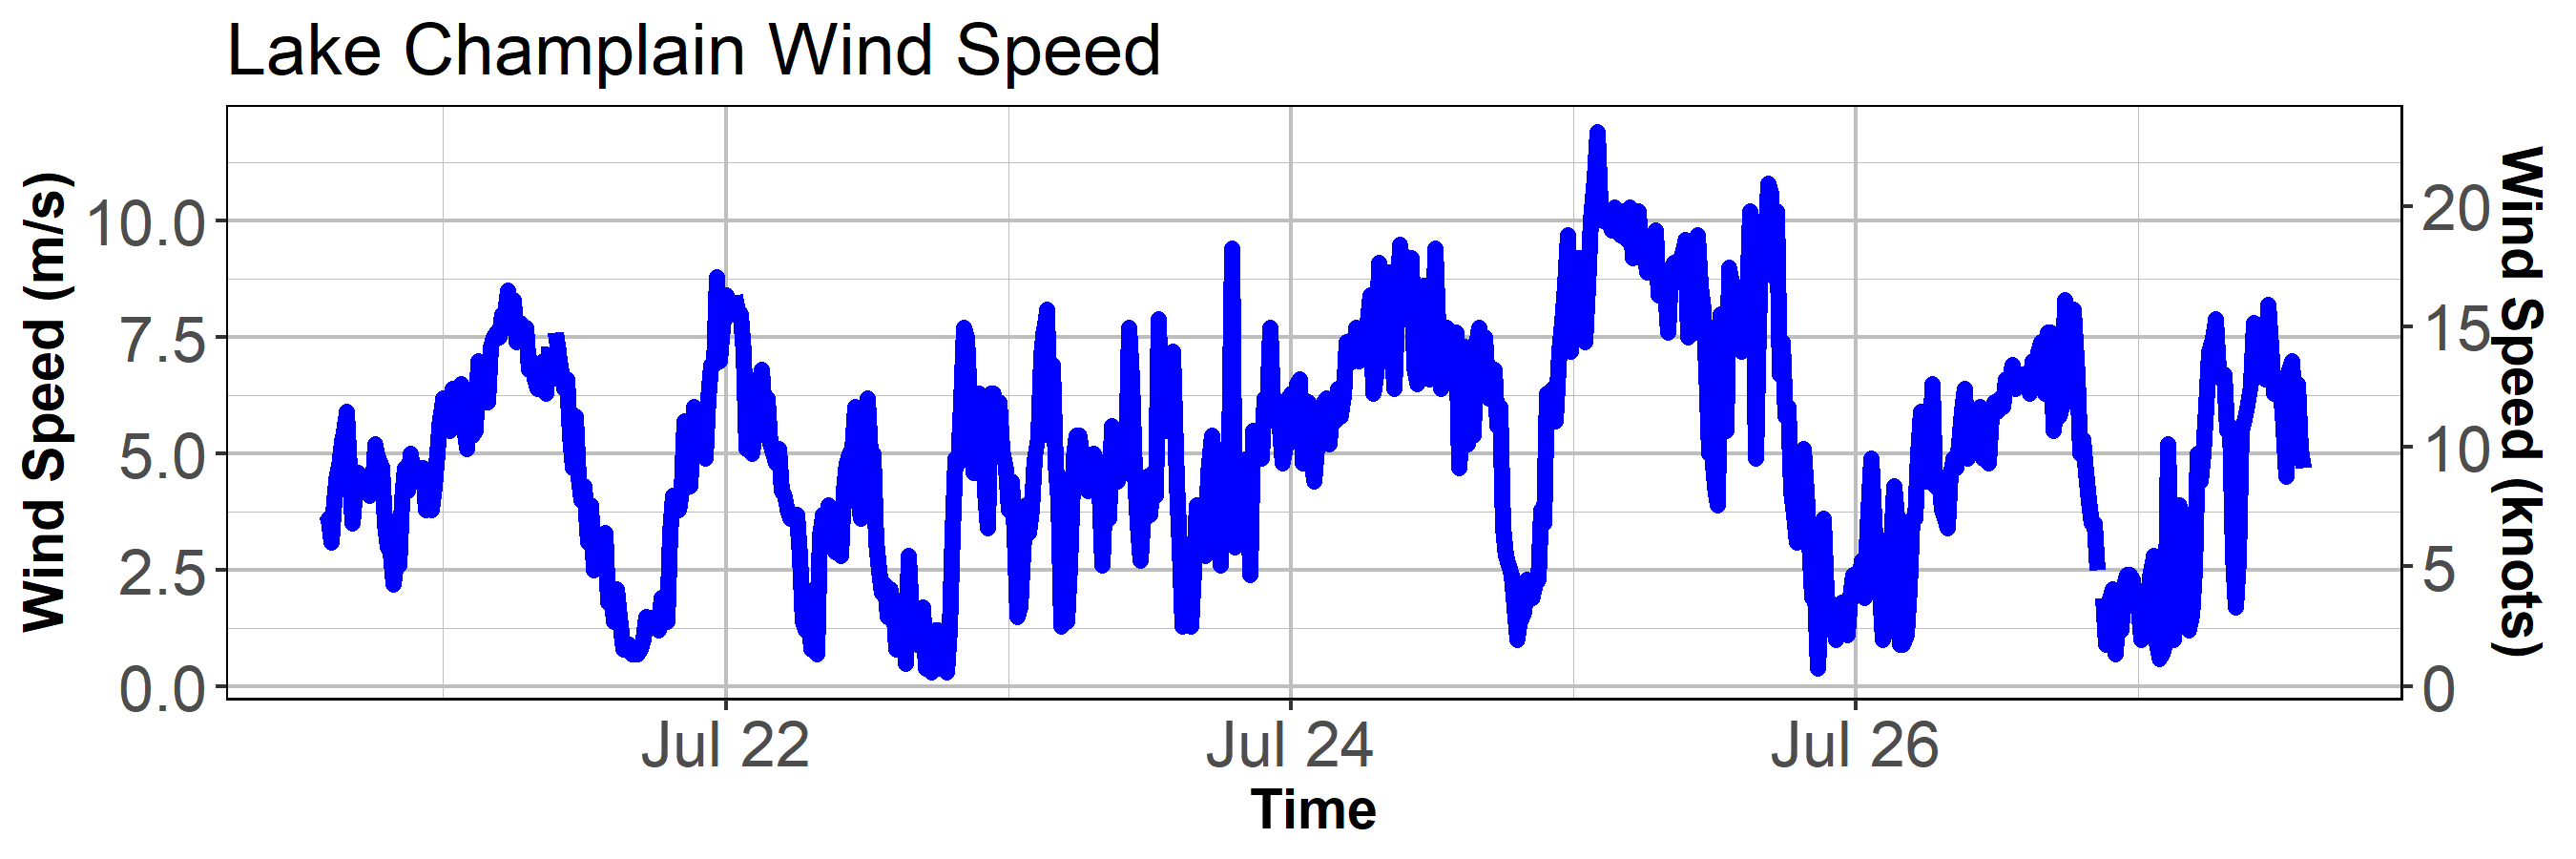 Lake Champlain Wind Speed
Wind Speed (m/s)
10.0
7.5
5.0
2.5
0.0
20
15
10
5
0
Wind Speed (knots)
Jul 22
Jul 24
Jul 26
Time